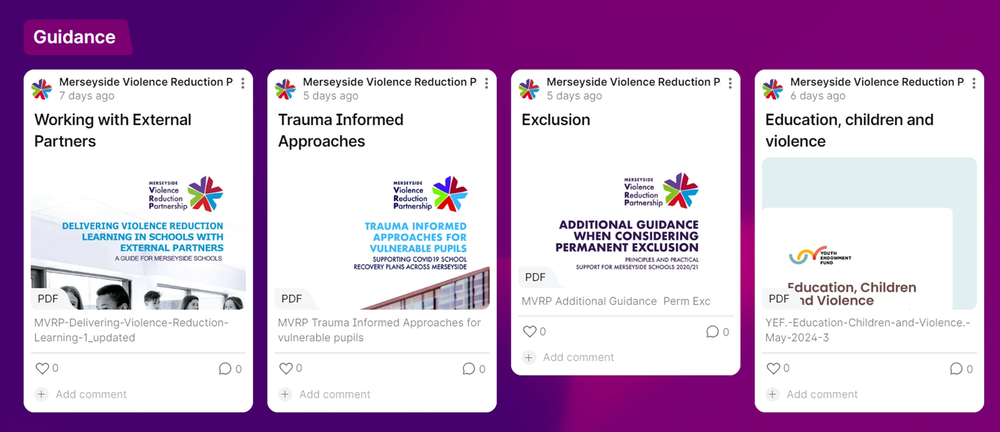 Guidance
Merseyside Violence Reduction P
7 days ago
Working with External
Partners
MERSEYSIDE
Violence
Reduction
Partnership
DELIVERING VIOLENCE REDUCTION
LEARNING IN SCHOOLS WITH
EXTERNAL PARTNERS
A GUIDE FOR MERSEYSIDE SCHOOLS
PDF
MVRP-Delivering-Violence-Reduction-
Learning-1_updated
0
0
Add comment
Merseyside Violence Reduction P
5 days ago
Trauma Informed
Approaches
MERSEYSIDE
Violence
Reduction
Partnership
TRAUMA INFORMED
APPROACHES FOR
VULNERABLE PUPILS
SUPPORTING COVID19 SCHOOL
RECOVERY PLANS ACROSS MERSEYSIDE
PDF
MVRP Trauma Informed Approaches for
vulnerable pupils
0
0
Add comment
Merseyside Violence Reduction P
5 days ago
Exclusion
MERSEYSIDE
Violence
Reduction
Partnership
ADDITIONAL GUIDANCE
WHEN CONSIDERING
PERMANENT EXCLUSION
PRINCIPLES AND PRACTICAL
SUPPORT FOR MERSEYSIDE SCHOOLS 2020/21
PDF
MVRP Additional Guidance  Perm Exc
0
0
Add comment
Merseyside Violence Reduction P
6 days ago
Education, children and
violence
YOUTH
ENDOWMENT
FUND
Education, Children
and Violence
PDF
YEF.-Education-Children-and-Violence.-
May-2024-3
0
0
Add comment